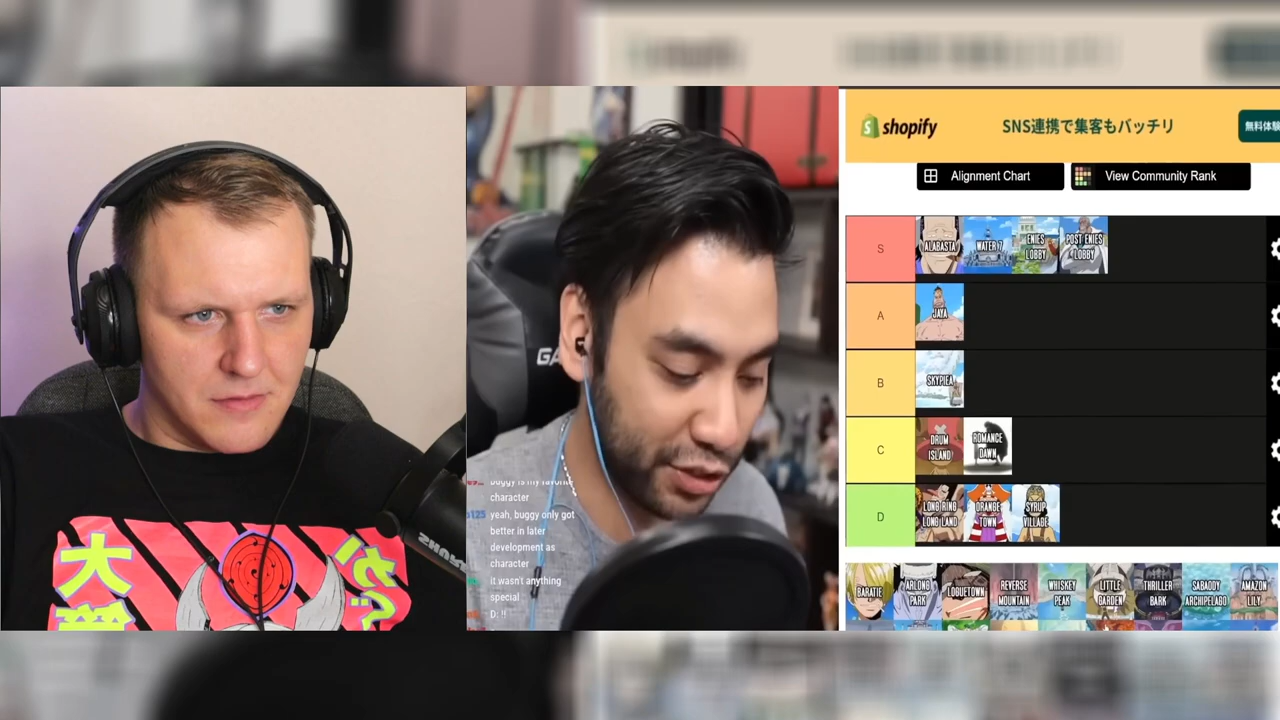 shopify
SNS連携で集客もバッチリ
無料体験
Alignment Chart
View Community Rank
S
ALABASTA
WATER 7
ENIES
LOBBY
POST ENIES
LOBBY
A
JAYA
B
SKYPIEA
C
DRUM
ISLAND
ROMANCE
DAWN
D
LONG RING
LONG LAND
ORANGE
TOWN
SYRUP
VILLAGE
BARATIE
ARLONG
PARK
LOGUETOWN
REVERSE
MOUNTAIN
WHISKEY
PEAK
LITTLE
GARDEN
THRILLER
BARK
SABAODY
ARCHIPELAGO
AMAZON
LILY
buggy is my favorite
character
yeah, buggy only got
better in later
development as
character
it wasn't anything
special
D: !!
GA
SHURE
大